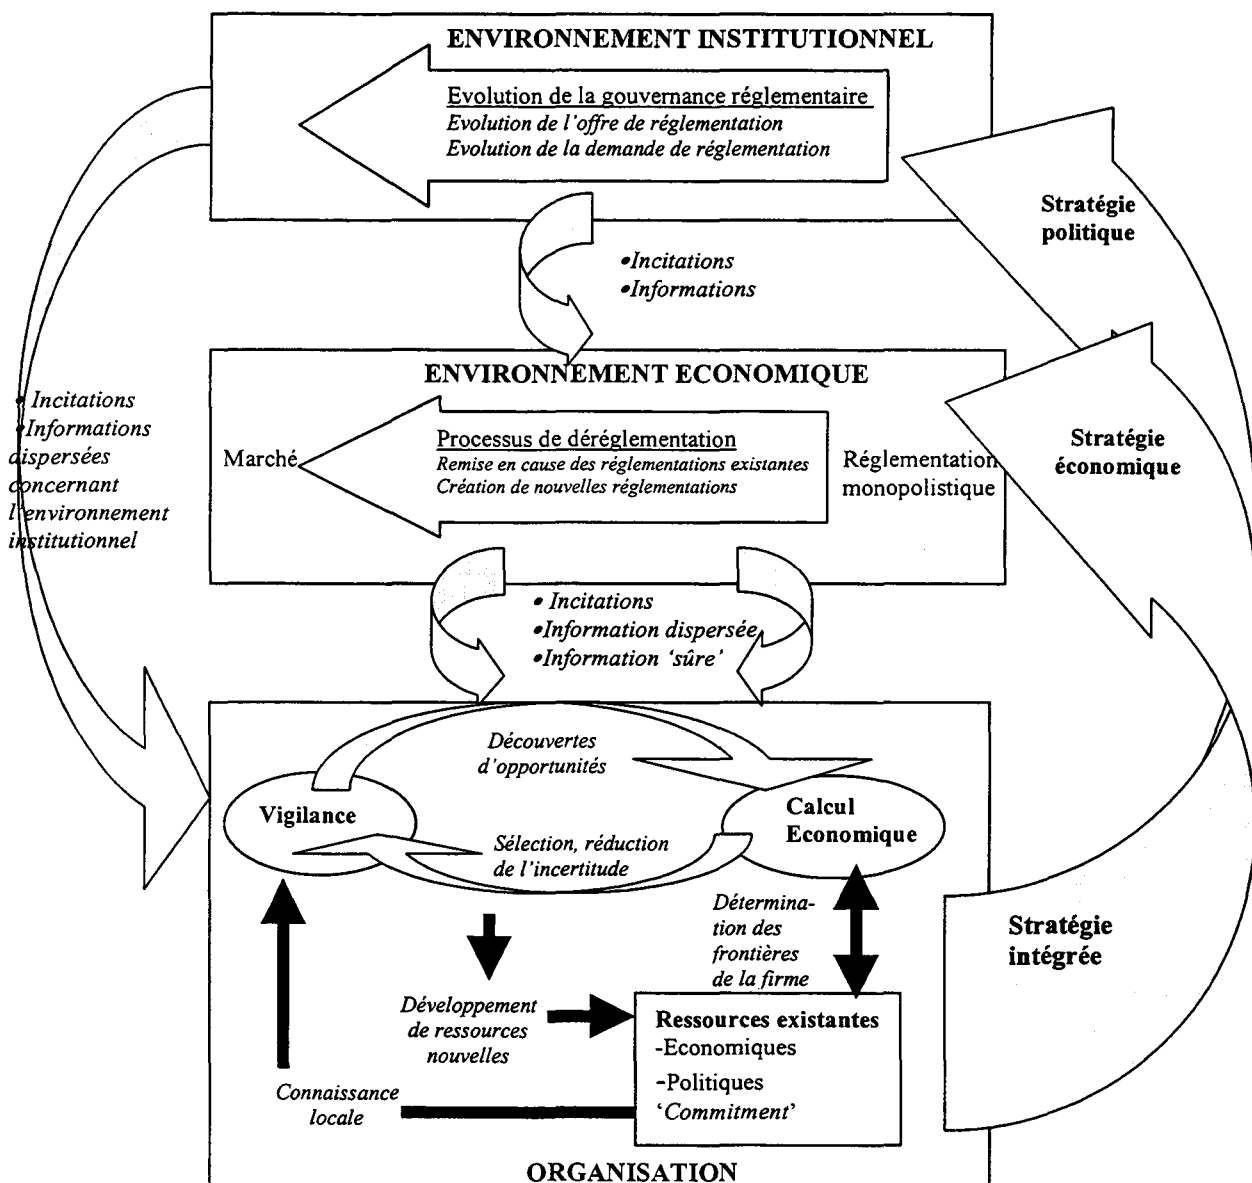 ENVIRONNEMENT INSTITUTIONNEL
Evolution de la gouvernance réglementaire
Evolution de l'offre de réglementation
Evolution de la demande de réglementation
Stratégie
politique
•Incitations
•Informations
ENVIRONNEMENT ECONOMIQUE
• Incitations
•Informations
dispersées
concernant
l'environnement
institutionnel
Marché
Processus de déréglementation
Remise en cause des réglementations existantes
Création de nouvelles réglementations
Réglementation
monopolistique
Stratégie
économique
• Incitations
•Information dispersée
•Information ‘sûre’
Découvertes
d'opportunités
Vigilance
Calcul
Economique
Sélection, réduction
de l'incertitude
Détermina-
tion des
frontières
de la firme
Stratégie
intégrée
Développement
de ressources
nouvelles
Ressources existantes
-Economiques
-Politiques
‘Commitment’
Connaissance
locale
ORGANISATION